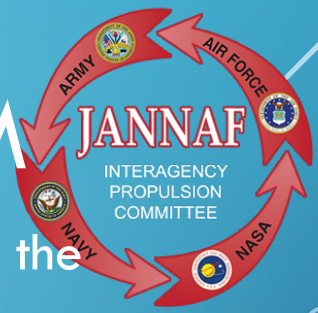 ARMY
AIR FORCE
JANNAF
INTERAGENCY
PROPULSION
COMMITTEE
NAVY
NASA
the